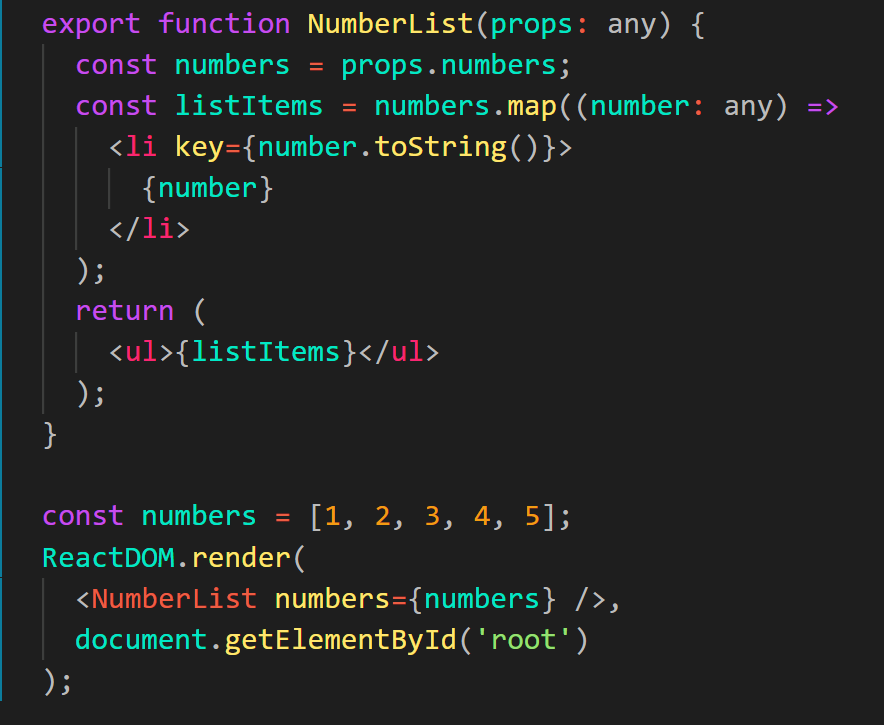 export function NumberList(props: any) {
  const numbers = props.numbers;
  const listItems = numbers.map((number: any) =>
    <li key={number.toString()}>
      {number}
    </li>
  );
  return (
    <ul>{listItems}</ul>
  );
}

const numbers = [1, 2, 3, 4, 5];
ReactDOM.render(
  <NumberList numbers={numbers} />,
  document.getElementById('root')
);